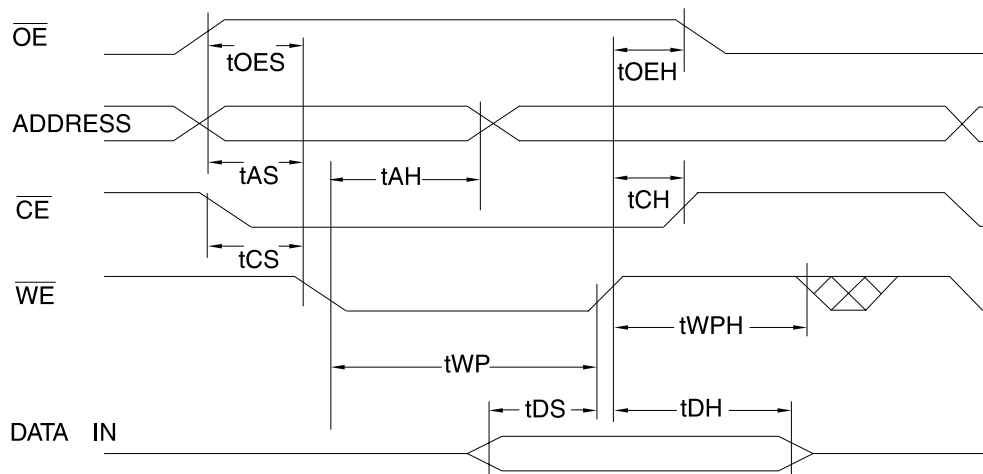 OE
tOES
tOEH
ADDRESS
tAS
tAH
tCH
CE
tCS
WE
tWPH
tWP
tDS
tDH
DATA IN